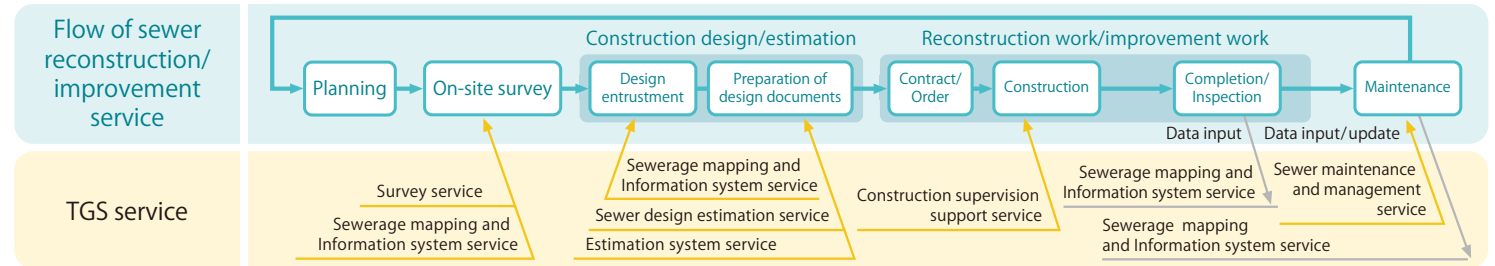 Flow of sewer
reconstruction/
improvement
service
Construction design/estimation
Reconstruction work/improvement work
Planning
On-site survey
Design
entrustment
Preparation of
design documents
Contract/
Order
Construction
Completion/
Inspection
Maintenance
Data input
Data input/update
TGS service
Survey service
Sewerage mapping and
Information system service
Sewerage mapping and
Information system service
Sewer design estimation service
Estimation system service
Construction supervision
support service
Sewerage mapping and
Information system service
Sewer maintenance
and management
service
Sewerage mapping
and Information system service